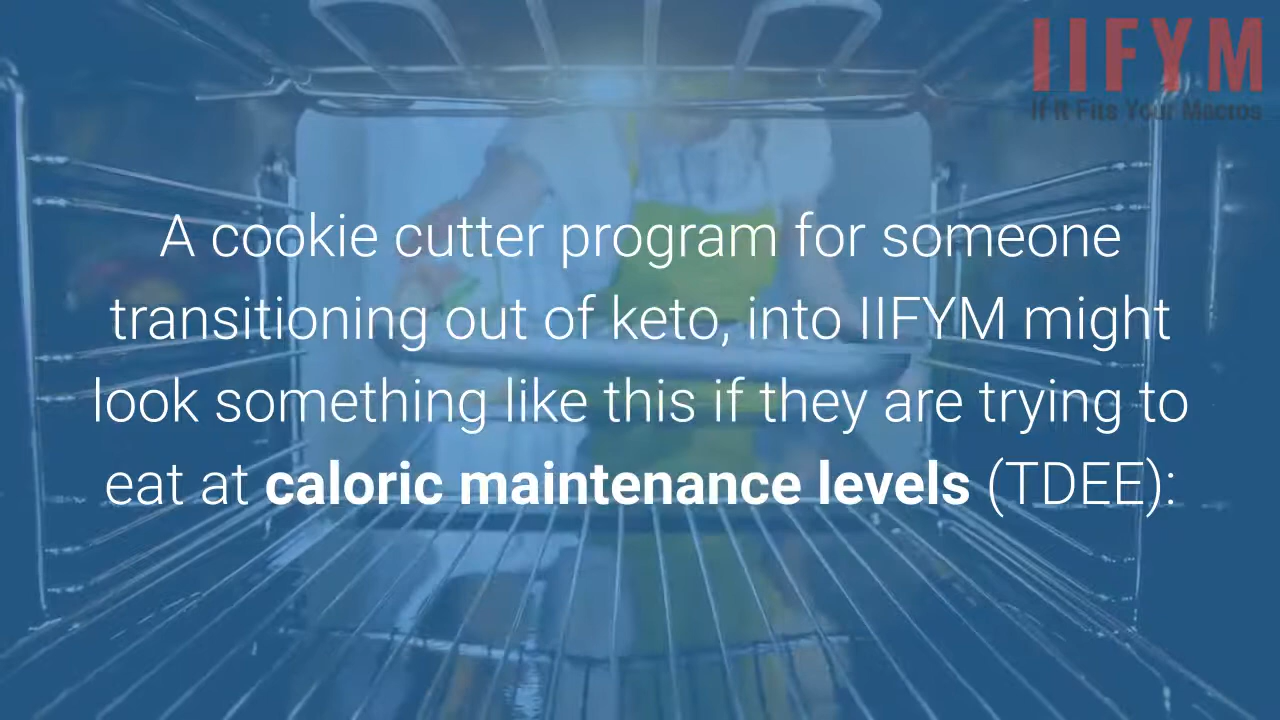 IIFYM
If It Fits Your Macros
A cookie cutter program for someone
transitioning out of keto, into IIFYM might
look something like this if they are trying to
eat at caloric maintenance levels (TDEE):